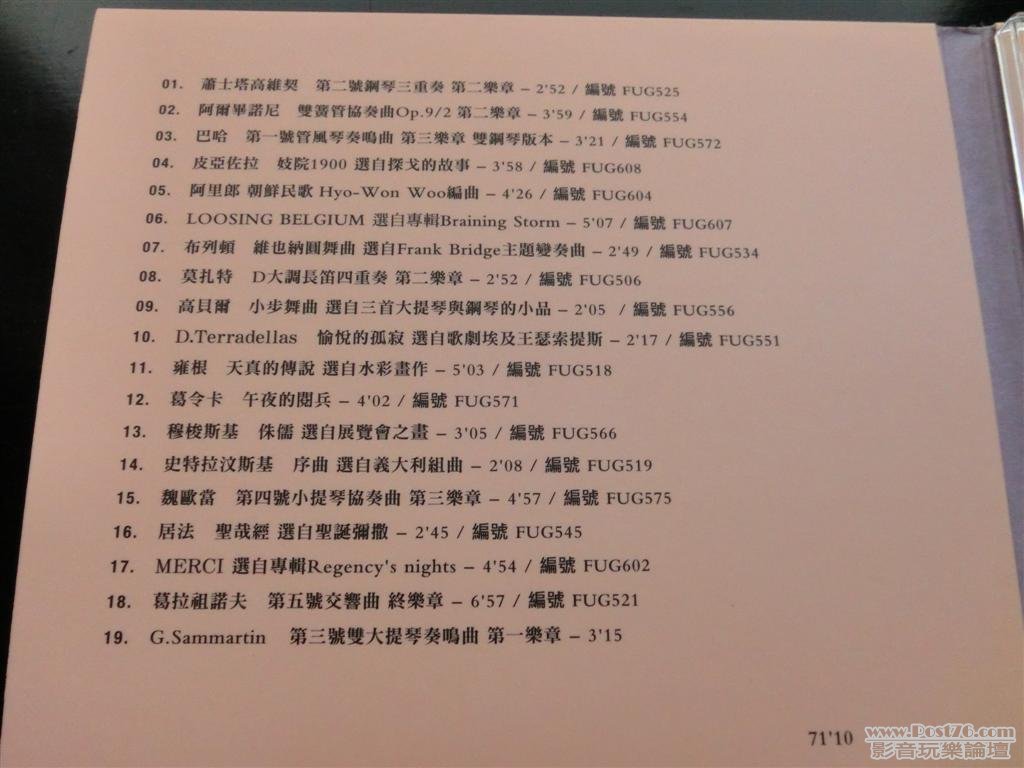 01. 蕭士塔高維契 第二號鋼琴三重奏 第二樂章 – 2'52 / 編號 FUG525
02. 阿爾畢諾尼 雙簧管協奏曲Op.9/2 第二樂章 – 3'59 / 編號 FUG554
03. 巴哈 第一號管風琴奏鳴曲 第三樂章 雙鋼琴版本 – 3'21 / 編號 FUG572
04. 皮亞佐拉 妓院1900 選自探戈的故事 – 3'58 / 編號 FUG608
05. 阿里郎 朝鮮民歌 Hyo-Won Woo編曲 – 4'26 / 編號 FUG604
06. LOOSING BELGIUM 選自專輯Braining Storm – 5'07 / 編號 FUG607
07. 布列頓 維也納圓舞曲 選自Frank Bridge主題變奏曲 – 2'49 / 編號 FUG534
08. 莫扎特 D大調長笛四重奏 第二樂章 – 2'52 / 編號 FUG506
09. 高貝爾 小步舞曲 選自三首大提琴與鋼琴的小品 – 2'05 / 編號 FUG556
10. D.Terradellas 愉悅的孤寂 選自歌劇埃及王瑟索提斯 – 2'17 / 編號 FUG551
11. 雍根 天真的傳說 選自水彩畫作 – 5'03 / 編號 FUG518
12. 葛令卡 午夜的閱兵 – 4'02 / 編號 FUG571
13. 穆梭斯基 侏儒 選自展覽會之畫 – 3'05 / 編號 FUG566
14. 史特拉汶斯基 序曲 選自義大利組曲 – 2'08 / 編號 FUG519
15. 魏歐當 第四號小提琴協奏曲 第三樂章 – 4'57 / 編號 FUG575
16. 居法 聖哉經 選自聖誕彌撒 – 2'45 / 編號 FUG545
17. MERCI 選自專輯Regency's nights – 4'54 / 編號 FUG602
18. 葛拉祖諾夫 第五號交響曲 終樂章 – 6'57 / 編號 FUG521
19. G.Sammartin 第三號雙大提琴奏鳴曲 第一樂章 – 3'15
71'10
www.Post76.com
影音玩樂論壇